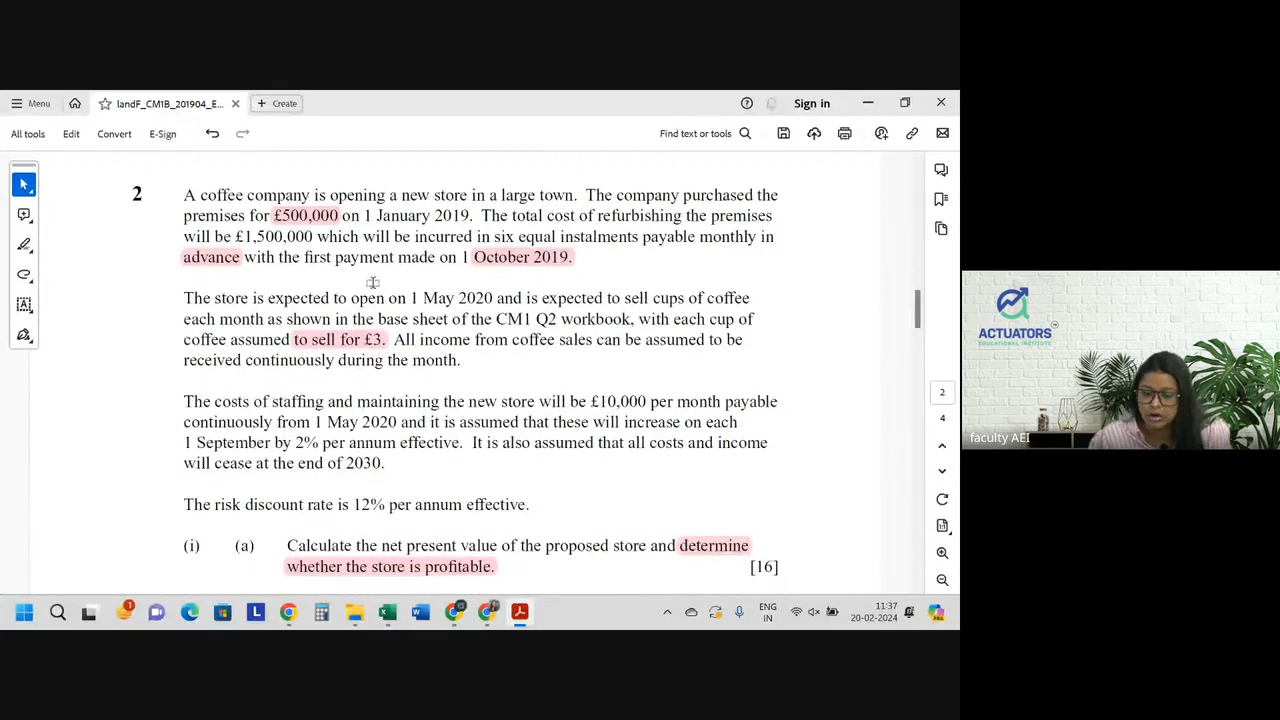 Menu
landF_CM1B_201904_E...
Create
Sign in
All tools
Edit
Convert
E-Sign
Find text or tools
2
A coffee company is opening a new store in a large town. The company purchased the
premises for £500,000 on 1 January 2019. The total cost of refurbishing the premises
will be £1,500,000 which will be incurred in six equal instalments payable monthly in
advance with the first payment made on 1 October 2019.
The store is expected to open on 1 May 2020 and is expected to sell cups of coffee
each month as shown in the base sheet of the CM1 Q2 workbook, with each cup of
coffee assumed to sell for £3. All income from coffee sales can be assumed to be
received continuously during the month.
The costs of staffing and maintaining the new store will be £10,000 per month payable
continuously from 1 May 2020 and it is assumed that these will increase on each
1 September by 2% per annum effective. It is also assumed that all costs and income
will cease at the end of 2030.
The risk discount rate is 12% per annum effective.
(i) (a) Calculate the net present value of the proposed store and determine
whether the store is profitable. [16]
2
4
ACTUATORS
EDUCATIONAL INSTITUTE
faculty AEI
ENG
IN
11:37
20-02-2024